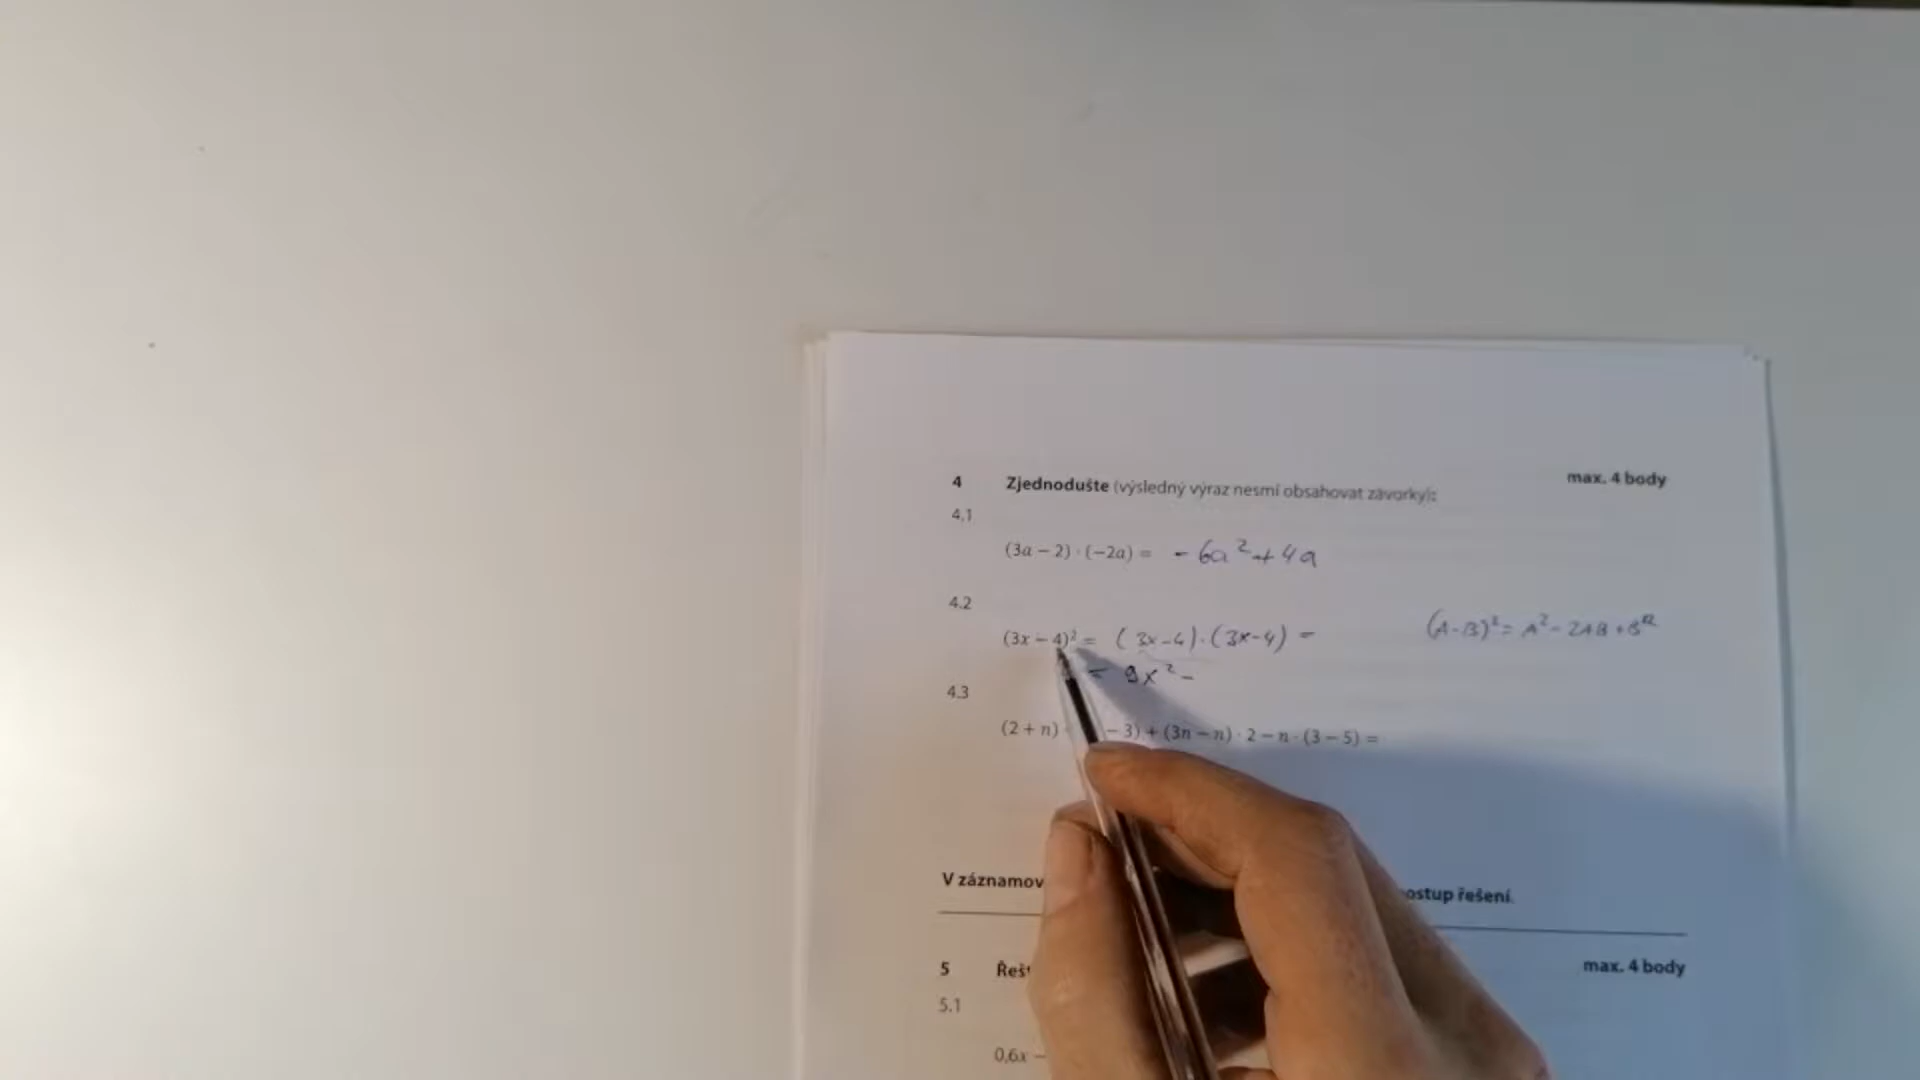 4 Zjednodušte (výsledný výraz nesmí obsahovat závorky): max. 4 body
4.1
(3a − 2) · (−2a) = - 6a² + 4a
4.2
(3x − 4)² = (3x-4)·(3x-4) = (A-B)² = A² - 2AB + B²
= 9x² -
4.3
(2 + n) − 3) + (3n − n) · 2 − n · (3 − 5) =
V řešení.
5 max. 4 body
5.1
0,6x −